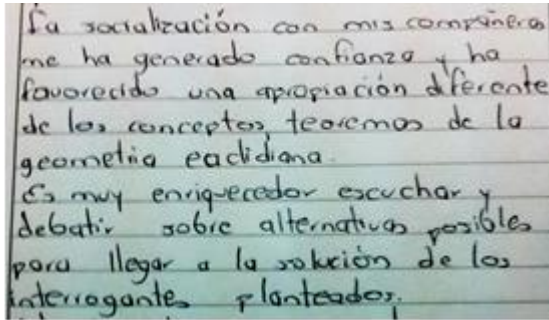 La socialización con mis compañeros
me ha generado confianza y ha
favorecido una apropiación diferente
de los conceptos, teoremas de la
geometria euclidiana.
Es muy enriquecedor escuchar y
debatir sobre alternativas posibles
para llegar a la solución de los
interrogantes planteados.